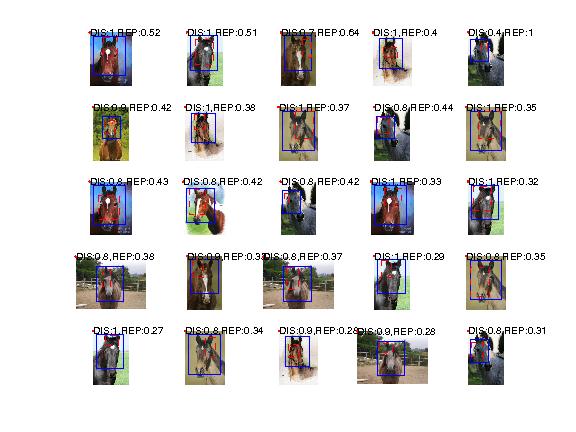 DIS:1,REP:0.52
DIS:1,REP:0.51
DIS:0.7,REP:0.64
DIS:1,REP:0.4
DIS:0.4,REP:1
DIS:0.9,REP:0.42
DIS:1,REP:0.38
DIS:1,REP:0.37
DIS:0.8,REP:0.44
DIS:1,REP:0.35
DIS:0.8,REP:0.43
DIS:0.8,REP:0.42
DIS:0.8,REP:0.42
DIS:1,REP:0.33
DIS:1,REP:0.32
DIS:0.8,REP:0.38
DIS:0.9,REP:0.33
DIS:0.8,REP:0.37
DIS:1,REP:0.29
DIS:0.8,REP:0.35
DIS:1,REP:0.27
DIS:0.8,REP:0.34
DIS:0.9,REP:0.28
DIS:0.9,REP:0.28
DIS:0.8,REP:0.31